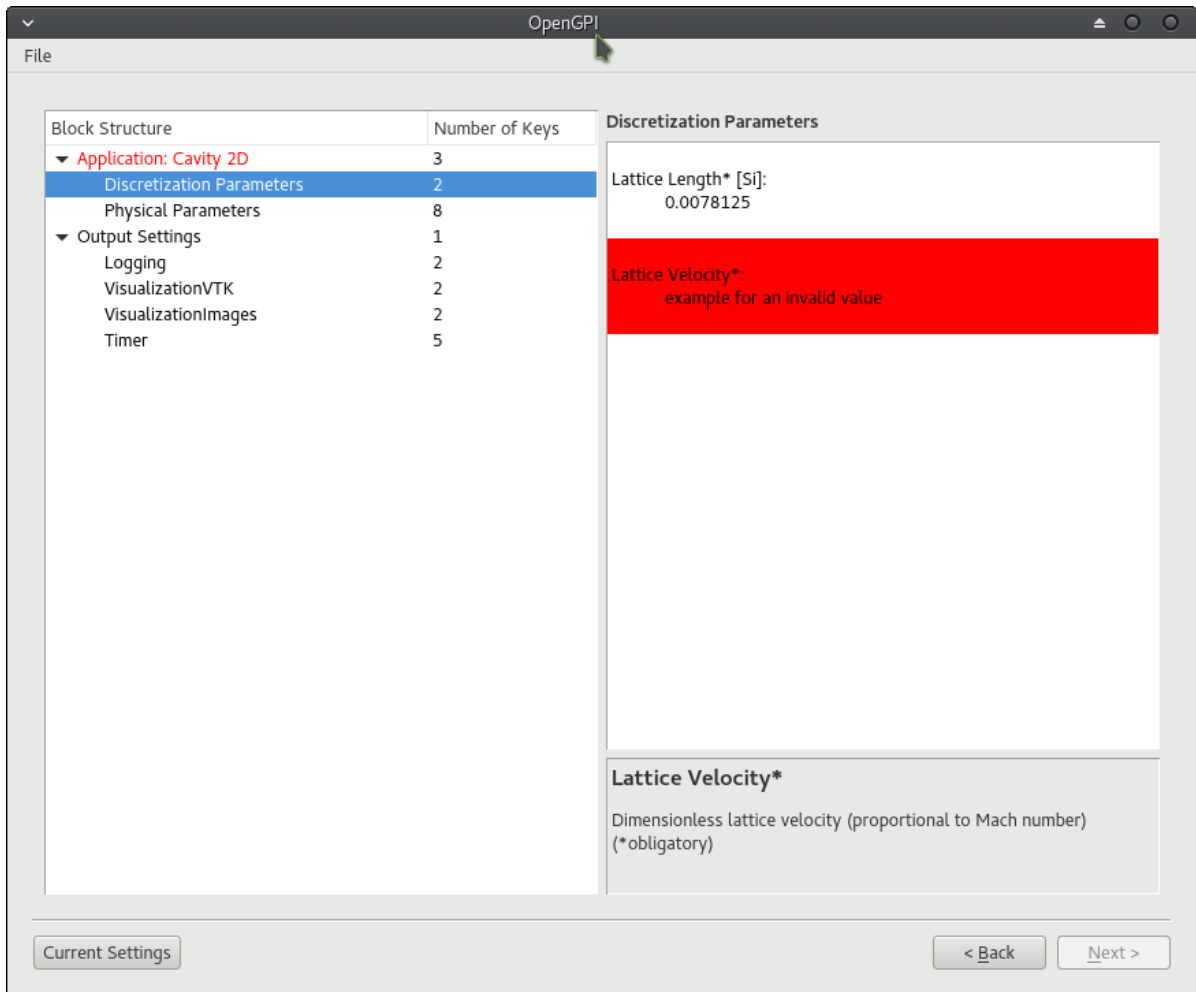 OpenGPI
File
Block Structure Number of Keys
Application: Cavity 2D 3
Discretization Parameters 2
Physical Parameters 8
Output Settings 1
Logging 2
VisualizationVTK 2
VisualizationImages 2
Timer 5
Discretization Parameters
Lattice Length* [Si]:
0.0078125
Lattice Velocity*:
example for an invalid value
Lattice Velocity*
Dimensionless lattice velocity (proportional to Mach number)
(*obligatory)
Current Settings
< Back
Next >